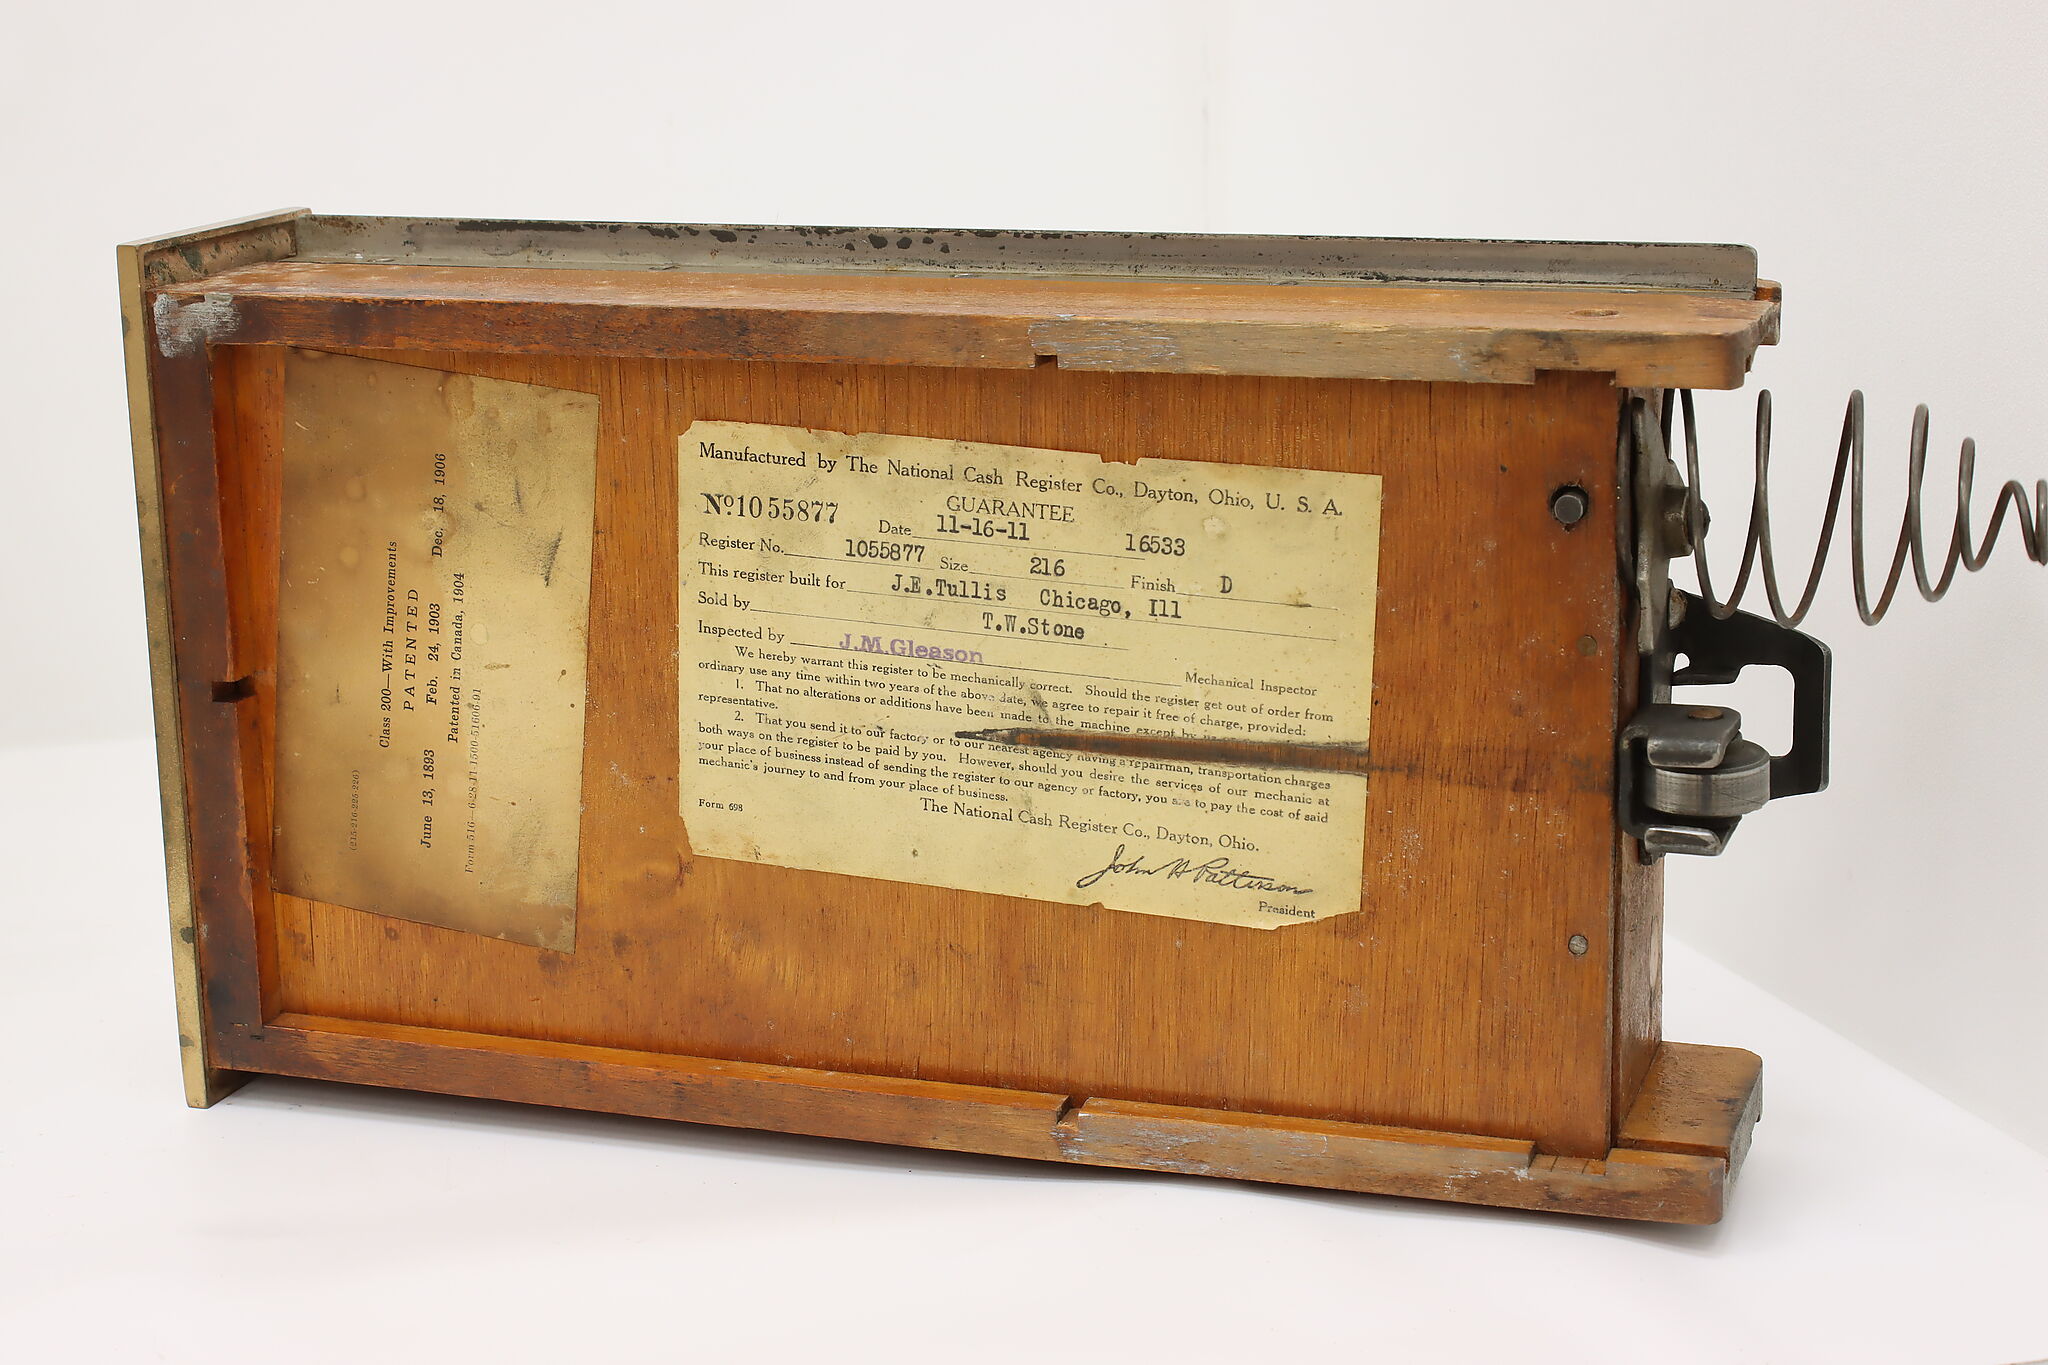 Class 200—With Improvements
PATENTED
June 13, 1893 Feb. 24, 1903 Dec. 18, 1906
Patented in Canada, 1904
(215-216-225-226)
Manufactured by The National Cash Register Co., Dayton, Ohio, U. S. A.
GUARANTEE
No. 1055877 Date 11-16-11 16533
Register No. 1055877 Size 216 Finish D
This register built for J.E.Tullis Chicago, Ill
Sold by T.W.Stone
Inspected by J.M.Gleason Mechanical Inspector
We hereby warrant this register to be mechanically correct. Should the register get out of order from
ordinary use any time within two years of the above date, we agree to repair it free of charge, provided:
1. That no alterations or additions have been made to the machine except by
representative.
2. That you send it to our factory or to our nearest agency having a repairman, transportation charges
both ways on the register to be paid by you. However, should you desire the services of our mechanic at
your place of business instead of sending the register to our agency or factory, you are to pay the cost of said
mechanic's journey to and from your place of business.
Form 698 The National Cash Register Co., Dayton, Ohio.
John H Patterson
President